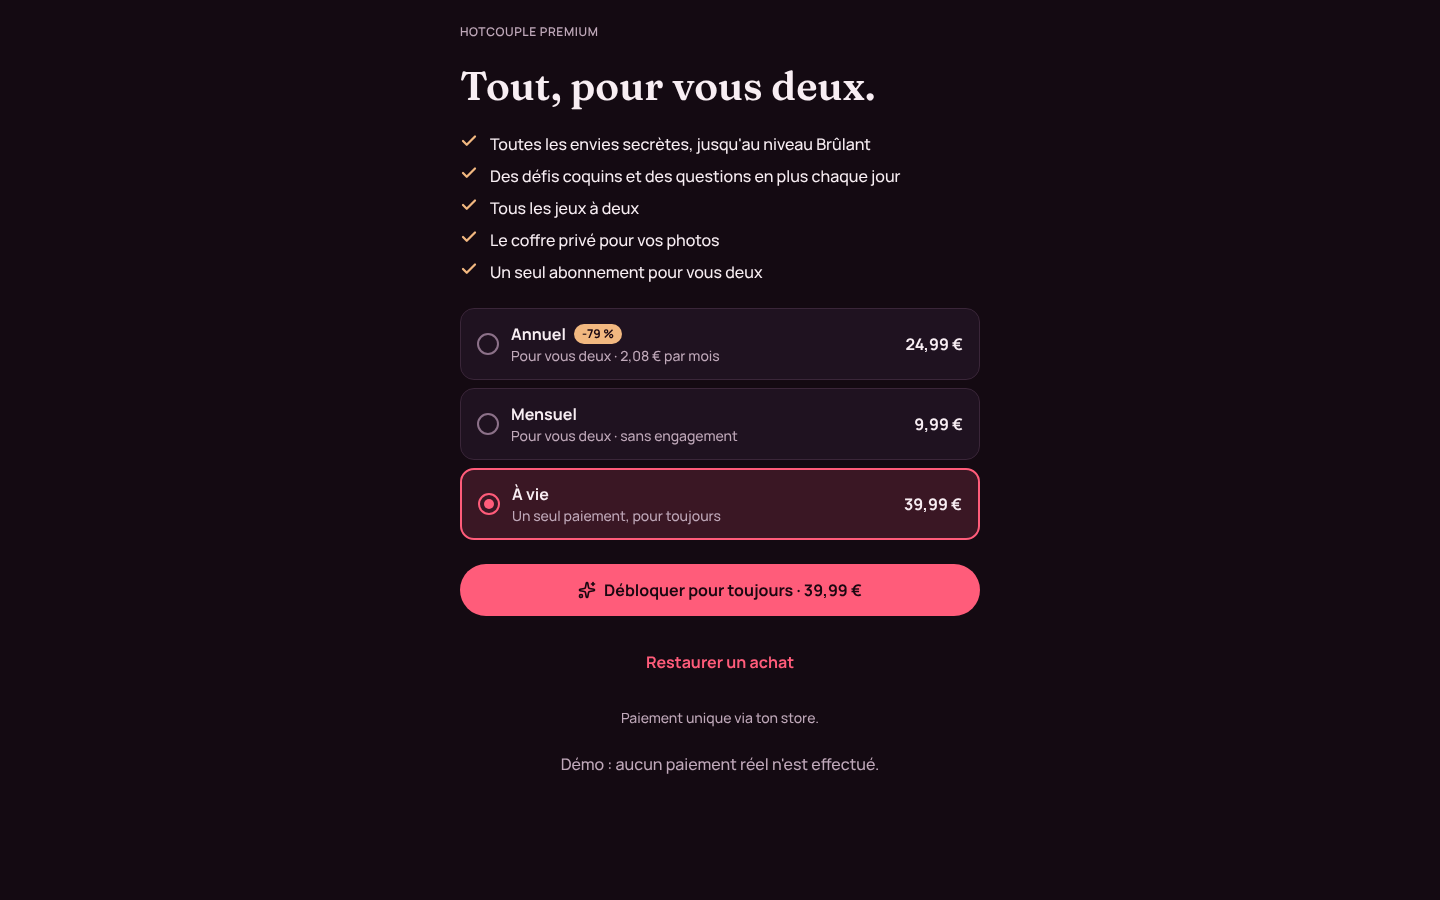 HOTCOUPLE PREMIUM
Tout, pour vous deux.
Toutes les envies secrètes, jusqu'au niveau Brûlant
Des défis coquins et des questions en plus chaque jour
Tous les jeux à deux
Le coffre privé pour vos photos
Un seul abonnement pour vous deux
Annuel -79 %
Pour vous deux · 2,08 € par mois
24,99 €
Mensuel
Pour vous deux · sans engagement
9,99 €
À vie
Un seul paiement, pour toujours
39,99 €
Débloquer pour toujours · 39,99 €
Restaurer un achat
Paiement unique via ton store.
Démo : aucun paiement réel n'est effectué.